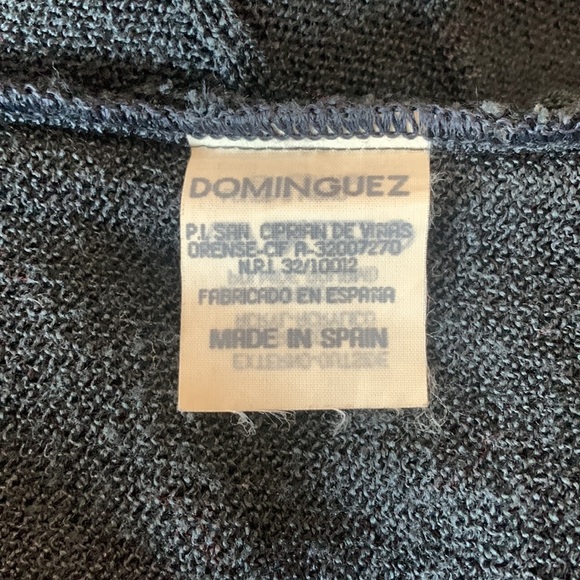 DOMINGUEZ
P.I. SAN CIPRIAN DE VIÑAS
ORENSE-CIF A-32007270
N.R.I. 32/10012
FABRICADO EN ESPAÑA
MADE IN SPAIN